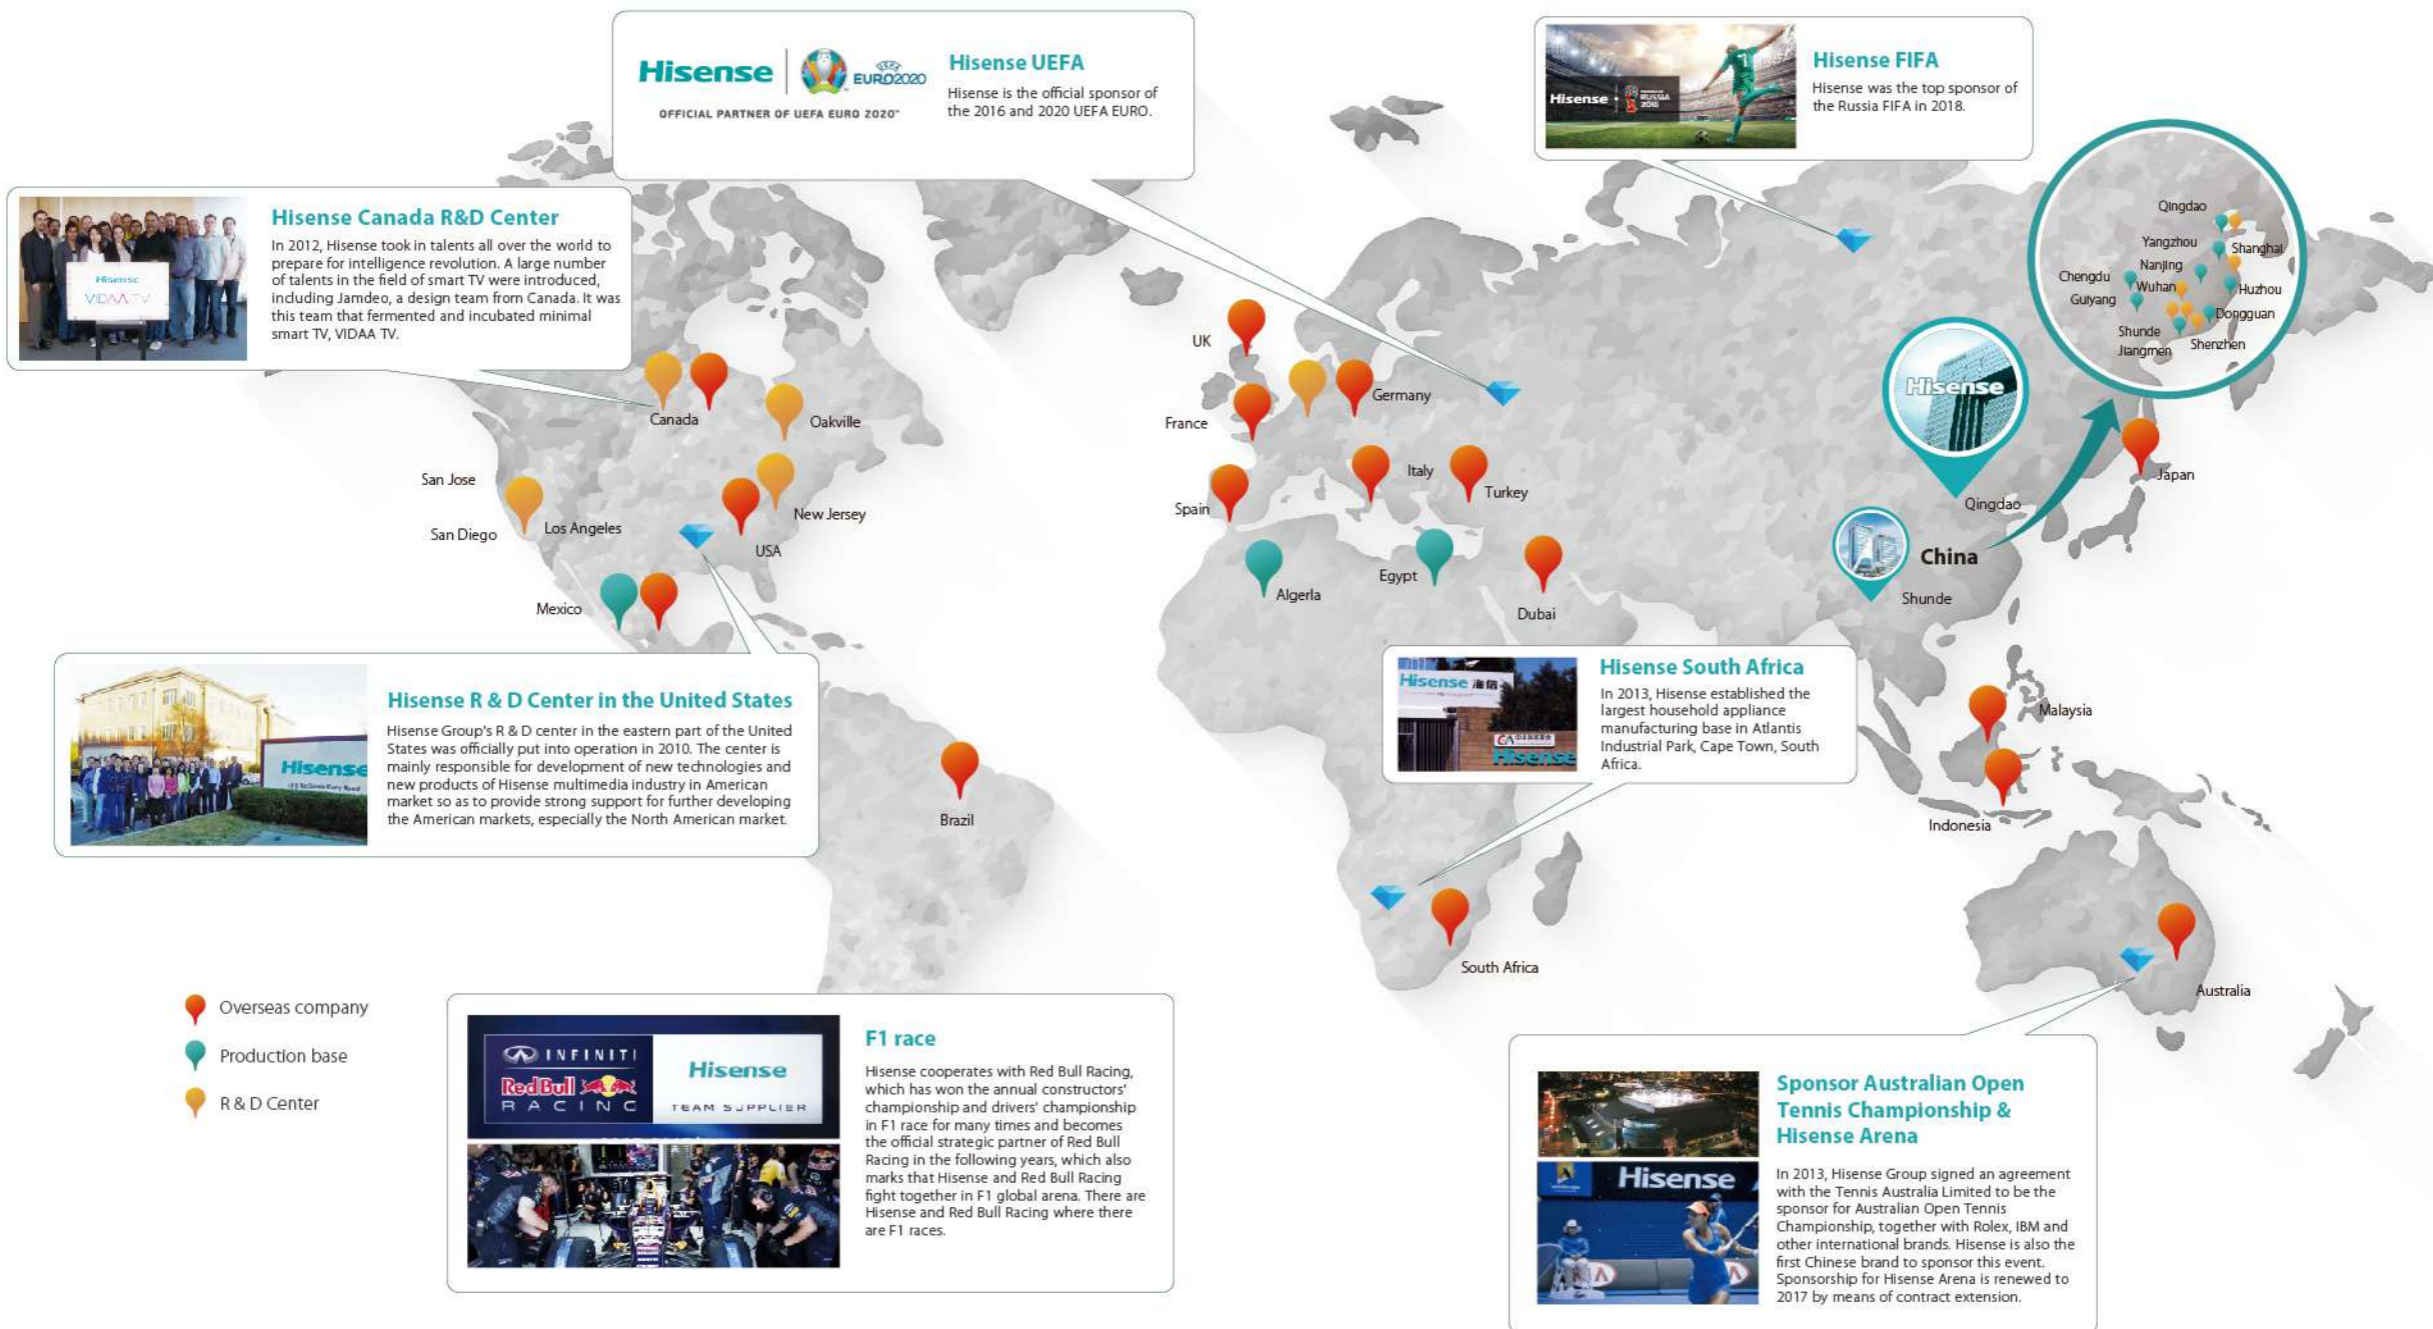 Hisense
UEFA
EURO2020
OFFICIAL PARTNER OF UEFA EURO 2020™
Hisense UEFA
Hisense is the official sponsor of
the 2016 and 2020 UEFA EURO.
Hisense
RUSSIA
2018
Hisense FIFA
Hisense was the top sponsor of
the Russia FIFA in 2018.
Hisense
VIDAA TV
Hisense Canada R&D Center
In 2012, Hisense took in talents all over the world to
prepare for intelligence revolution. A large number
of talents in the field of smart TV were introduced,
including Jamdeo, a design team from Canada. It was
this team that fermented and incubated minimal
smart TV, VIDAA TV.
Qingdao
Yangzhou
Shanghai
Nanjing
Chengdu
Wuhan
Huzhou
Guiyang
Dongguan
Shunde
Shenzhen
Jiangmen
Hisense
Qingdao
China
Shunde
Japan
UK
Germany
France
Italy
Turkey
Spain
Algeria
Egypt
Dubai
Canada
Oakville
San Jose
Los Angeles
San Diego
New Jersey
USA
Mexico
Hisense
Hisense R & D Center in the United States
Hisense Group's R & D center in the eastern part of the United
States was officially put into operation in 2010. The center is
mainly responsible for development of new technologies and
new products of Hisense multimedia industry in American
market so as to provide strong support for further developing
the American markets, especially the North American market.
Brazil
Hisense 海信
Hisense
Hisense South Africa
In 2013, Hisense established the
largest household appliance
manufacturing base in Atlantis
Industrial Park, Cape Town, South
Africa.
Malaysia
Indonesia
South Africa
Australia
Overseas company
Production base
R & D Center
INFINITI
Red Bull
RACING
Hisense
TEAM SUPPLIER
F1 race
Hisense cooperates with Red Bull Racing,
which has won the annual constructors'
championship and drivers' championship
in F1 race for many times and becomes
the official strategic partner of Red Bull
Racing in the following years, which also
marks that Hisense and Red Bull Racing
fight together in F1 global arena. There are
Hisense and Red Bull Racing where there
are F1 races.
Hisense
KIA
Sponsor Australian Open
Tennis Championship &
Hisense Arena
In 2013, Hisense Group signed an agreement
with the Tennis Australia Limited to be the
sponsor for Australian Open Tennis
Championship, together with Rolex, IBM and
other international brands. Hisense is also the
first Chinese brand to sponsor this event.
Sponsorship for Hisense Arena is renewed to
2017 by means of contract extension.